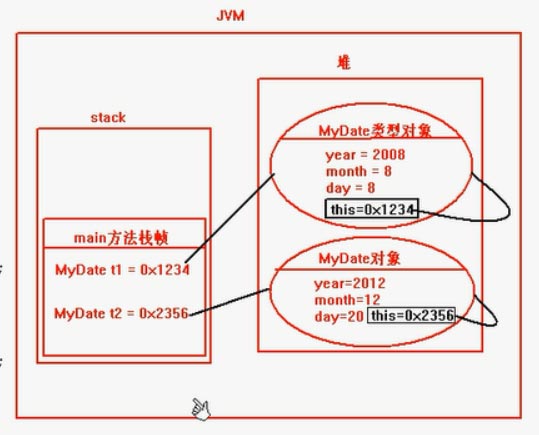 JVM
堆
stack
MyDate类型对象
year = 2008
month = 8
day = 8
this=0x1234
main方法栈帧
MyDate t1 = 0x1234
MyDate t2 = 0x2356
MyDate对象
year=2012
month=12
day=20 this=0x2356